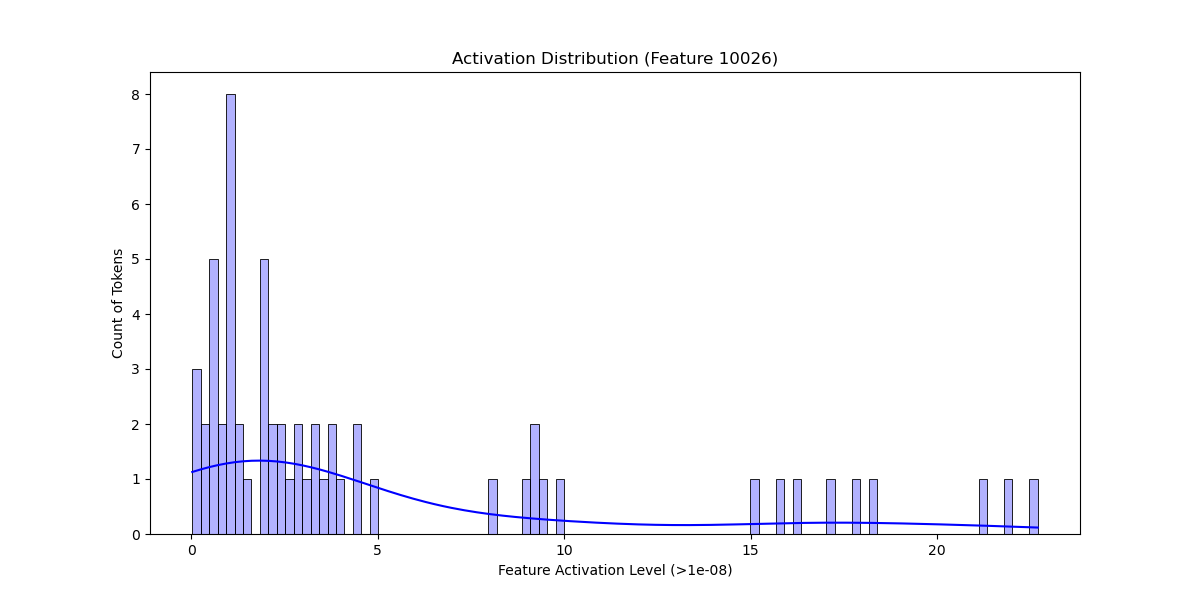 Activation Distribution (Feature 10026)
Count of Tokens
8
7
6
5
4
3
2
1
0
0 5 10 15 20
Feature Activation Level (>1e-08)